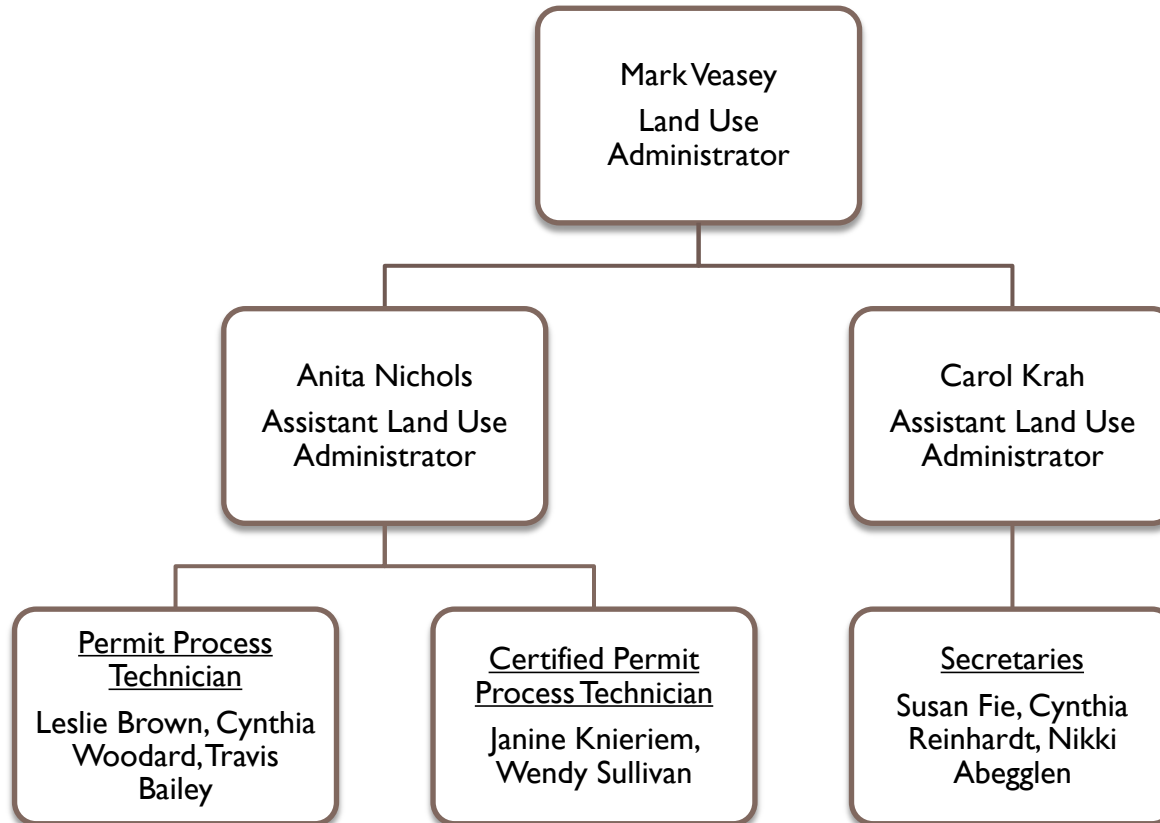 Mark Veasey
Land Use
Administrator
Anita Nichols
Assistant Land Use
Administrator
Carol Krah
Assistant Land Use
Administrator
Permit Process
Technician
Leslie Brown, Cynthia
Woodard, Travis
Bailey
Certified Permit
Process Technician
Janine Knieriem,
Wendy Sullivan
Secretaries
Susan Fie, Cynthia
Reinhardt, Nikki
Abegglen